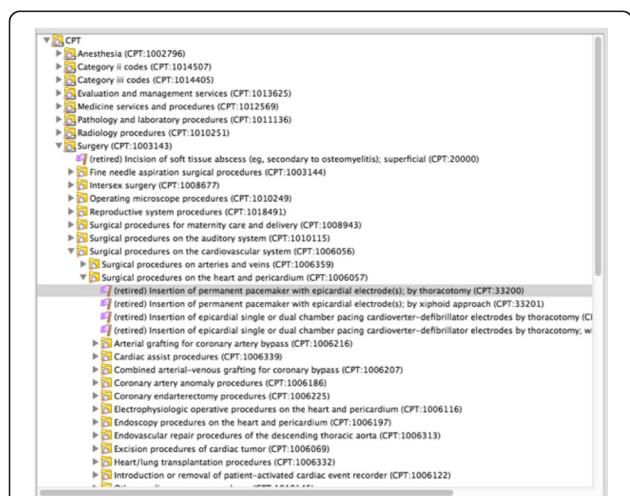 CPT
Anesthesia (CPT:1002796)
Category ii codes (CPT:1014507)
Category iii codes (CPT:1014405)
Evaluation and management services (CPT:1013625)
Medicine services and procedures (CPT:1012569)
Pathology and laboratory procedures (CPT:1011136)
Radiology procedures (CPT:1010251)
Surgery (CPT:1003143)
(retired) Incision of soft tissue abscess (eg, secondary to osteomyelitis); superficial (CPT:20000)
Fine needle aspiration surgical procedures (CPT:1003144)
Intersex surgery (CPT:1008677)
Operating microscope procedures (CPT:1010249)
Reproductive system procedures (CPT:1018491)
Surgical procedures for maternity care and delivery (CPT:1008943)
Surgical procedures on the auditory system (CPT:1010115)
Surgical procedures on the cardiovascular system (CPT:1006056)
Surgical procedures on arteries and veins (CPT:1006359)
Surgical procedures on the heart and pericardium (CPT:1006057)
(retired) Insertion of permanent pacemaker with epicardial electrode(s); by thoracotomy (CPT:33200)
(retired) Insertion of permanent pacemaker with epicardial electrode(s); by xiphoid approach (CPT:33201)
(retired) Insertion of epicardial single or dual chamber pacing cardioverter-defibrillator electrodes by thoracotomy (CI
(retired) Insertion of epicardial single or dual chamber pacing cardioverter-defibrillator electrodes by thoracotomy; w
Arterial grafting for coronary artery bypass (CPT:1006216)
Cardiac assist procedures (CPT:1006339)
Combined arterial-venous grafting for coronary bypass (CPT:1006207)
Coronary artery anomaly procedures (CPT:1006186)
Coronary endarterectomy procedures (CPT:1006225)
Electrophysiologic operative procedures on the heart and pericardium (CPT:1006116)
Endoscopy procedures on the heart and pericardium (CPT:1006197)
Endovascular repair procedures of the descending thoracic aorta (CPT:1006313)
Excision procedures of cardiac tumor (CPT:1006069)
Heart/lung transplantation procedures (CPT:1006332)
Introduction or removal of patient-activated cardiac event recorder (CPT:1006122)